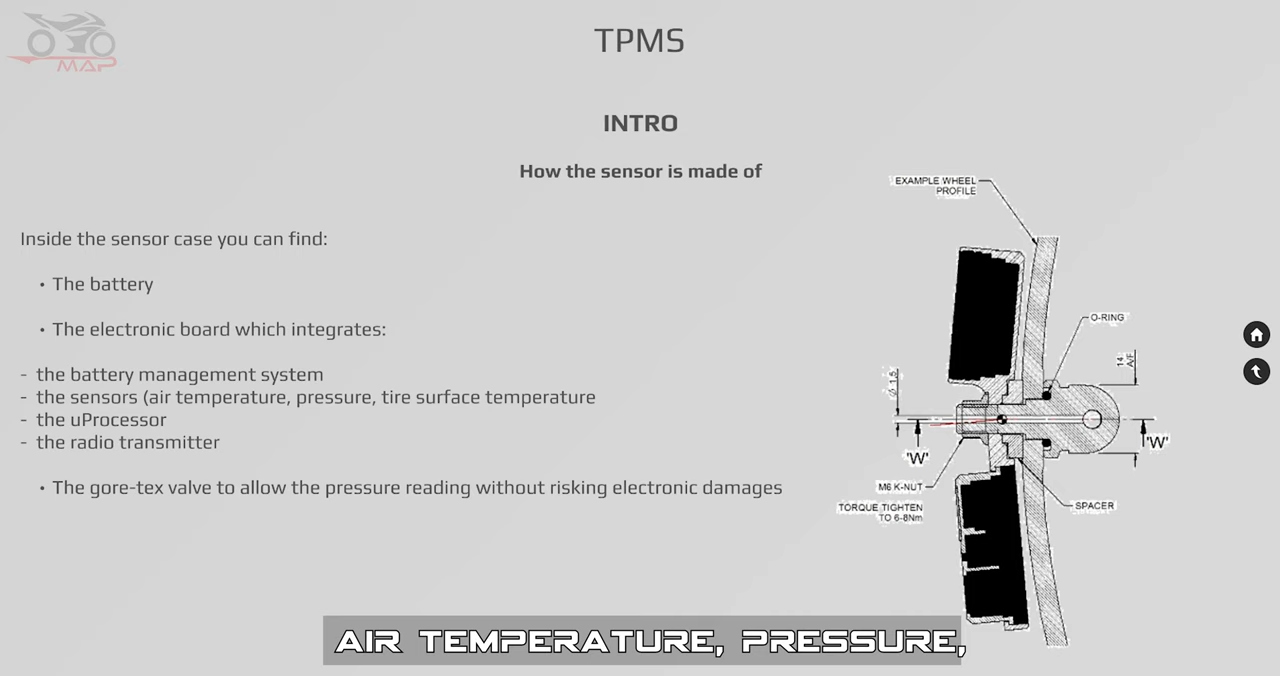 MAP
TPMS
INTRO
How the sensor is made of
Inside the sensor case you can find:
• The battery
• The electronic board which integrates:
- the battery management system
- the sensors (air temperature, pressure, tire surface temperature
- the uProcessor
- the radio transmitter
• The gore-tex valve to allow the pressure reading without risking electronic damages
EXAMPLE WHEEL
PROFILE
O-RING
14
A/F
Ø 1,5
'W'
'W'
M6 K-NUT
TORQUE TIGHTEN
TO 6-8Nm
SPACER
AIR TEMPERATURE, PRESSURE,